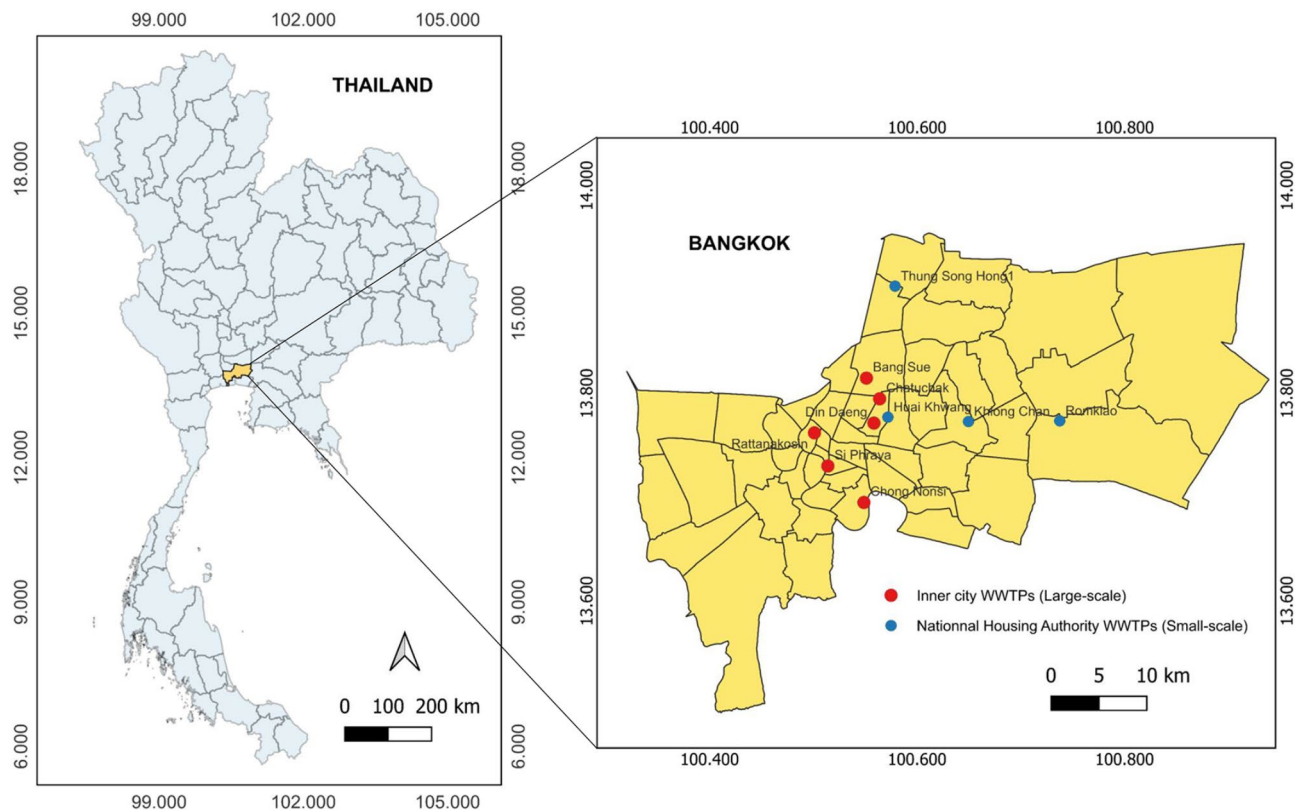 99.000 102.000 105.000
THAILAND
18.000
15.000
12.000
9.000
6.000
18.000
15.000
12.000
9.000
6.000
0 100 200 km
99.000 102.000 105.000
100.400 100.600 100.800
14.000
13.800
13.600
14.000
13.800
13.600
BANGKOK
Thung Song Hong1
Bang Sue
Chatuchak
Din Daeng
Huai Khwang
Khlong Chan
Romklao
Rattanakosin
Si Phraya
Chong Nonsi
Inner city WWTPs (Large-scale)
Nationnal Housing Authority WWTPs (Small-scale)
0 5 10 km
100.400 100.600 100.800